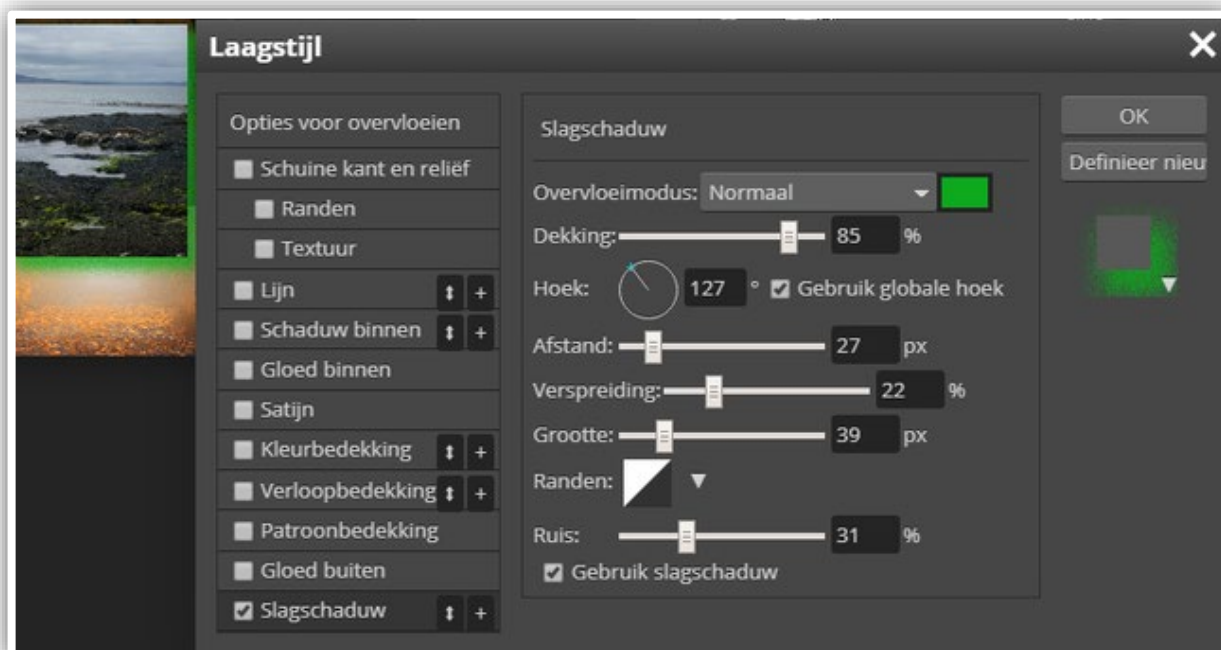 Laagstijl
Opties voor overvloeien
Schuine kant en reliëf
Randen
Textuur
Lijn
Schaduw binnen
Gloed binnen
Satijn
Kleurbedekking
Verloopbedekking
Patroonbedekking
Gloed buiten
Slagschaduw
Slagschaduw
Overvloeimodus: Normaal
Dekking: 85 %
Hoek: 127 ° Gebruik globale hoek
Afstand: 27 px
Verspreiding: 22 %
Grootte: 39 px
Randen:
Ruis: 31 %
Gebruik slagschaduw
OK
Definieer nieu